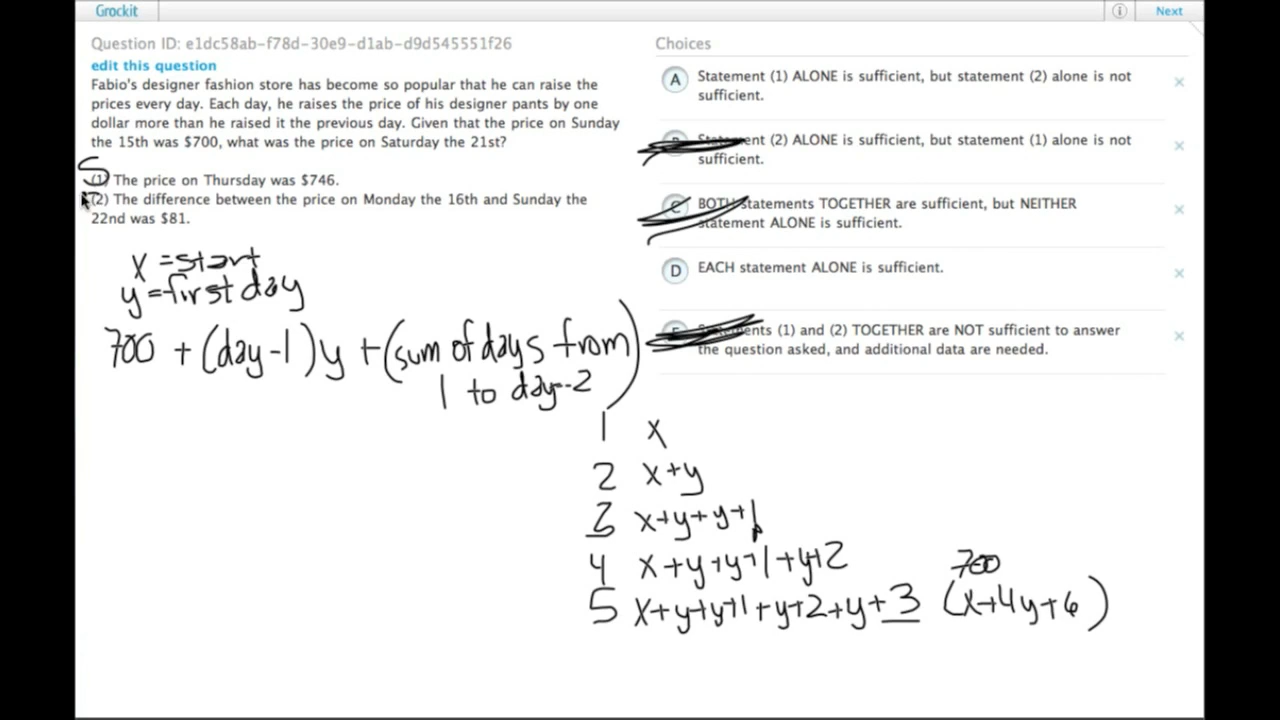 Grockit
Next
Question ID: e1dc58ab-f78d-30e9-d1ab-d9d545551f26
edit this question
Fabio's designer fashion store has become so popular that he can raise the
prices every day. Each day, he raises the price of his designer pants by one
dollar more than he raised it the previous day. Given that the price on Sunday
the 15th was $700, what was the price on Saturday the 21st?
S
(1) The price on Thursday was $746.
(2) The difference between the price on Monday the 16th and Sunday the
22nd was $81.
Choices
A Statement (1) ALONE is sufficient, but statement (2) alone is not
sufficient.
B Statement (2) ALONE is sufficient, but statement (1) alone is not
sufficient.
C BOTH statements TOGETHER are sufficient, but NEITHER
statement ALONE is sufficient.
D EACH statement ALONE is sufficient.
E Statements (1) and (2) TOGETHER are NOT sufficient to answer
the question asked, and additional data are needed.
x = start
y = first day
700 + (day-1)y + (sum of days from
1 to day-2)
1 x
2 x+y
3 x+y+y+1
4 x+y+y+1+y+2
700
5 x+y+y+1+y+2+y+3 (x+4y+6)